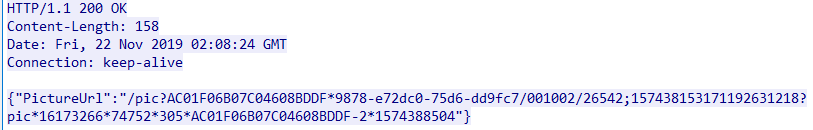 HTTP/1.1 200 OK
Content-Length: 158
Date: Fri, 22 Nov 2019 02:08:24 GMT
Connection: keep-alive

{"PictureUrl":"/pic?AC01F06B07C04608BDDF*9878-e72dc0-75d6-dd9fc7/001002/26542;157438153171192631218?
pic*16173266*74752*305*AC01F06B07C04608BDDF-2*1574388504"}